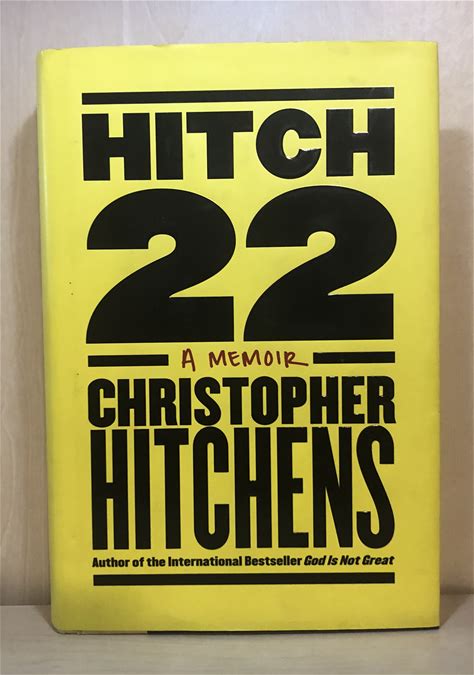 HITCH
22
A MEMOIR
CHRISTOPHER
HITCHENS
Author of the International Bestseller God Is Not Great